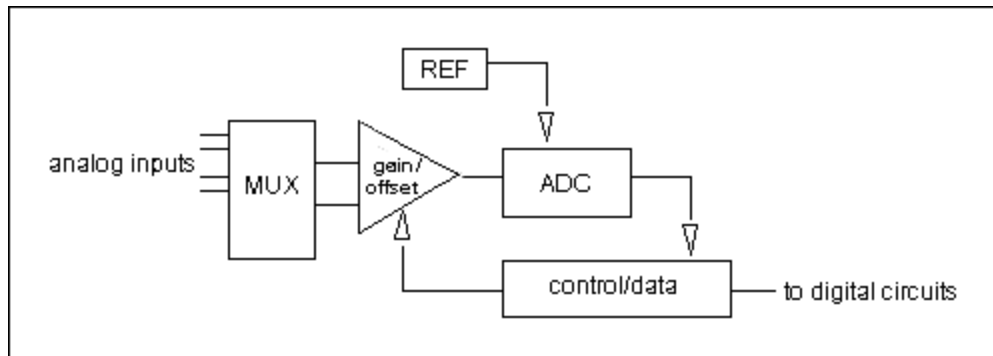 REF
analog inputs
MUX
gain/
offset
ADC
control/data
to digital circuits